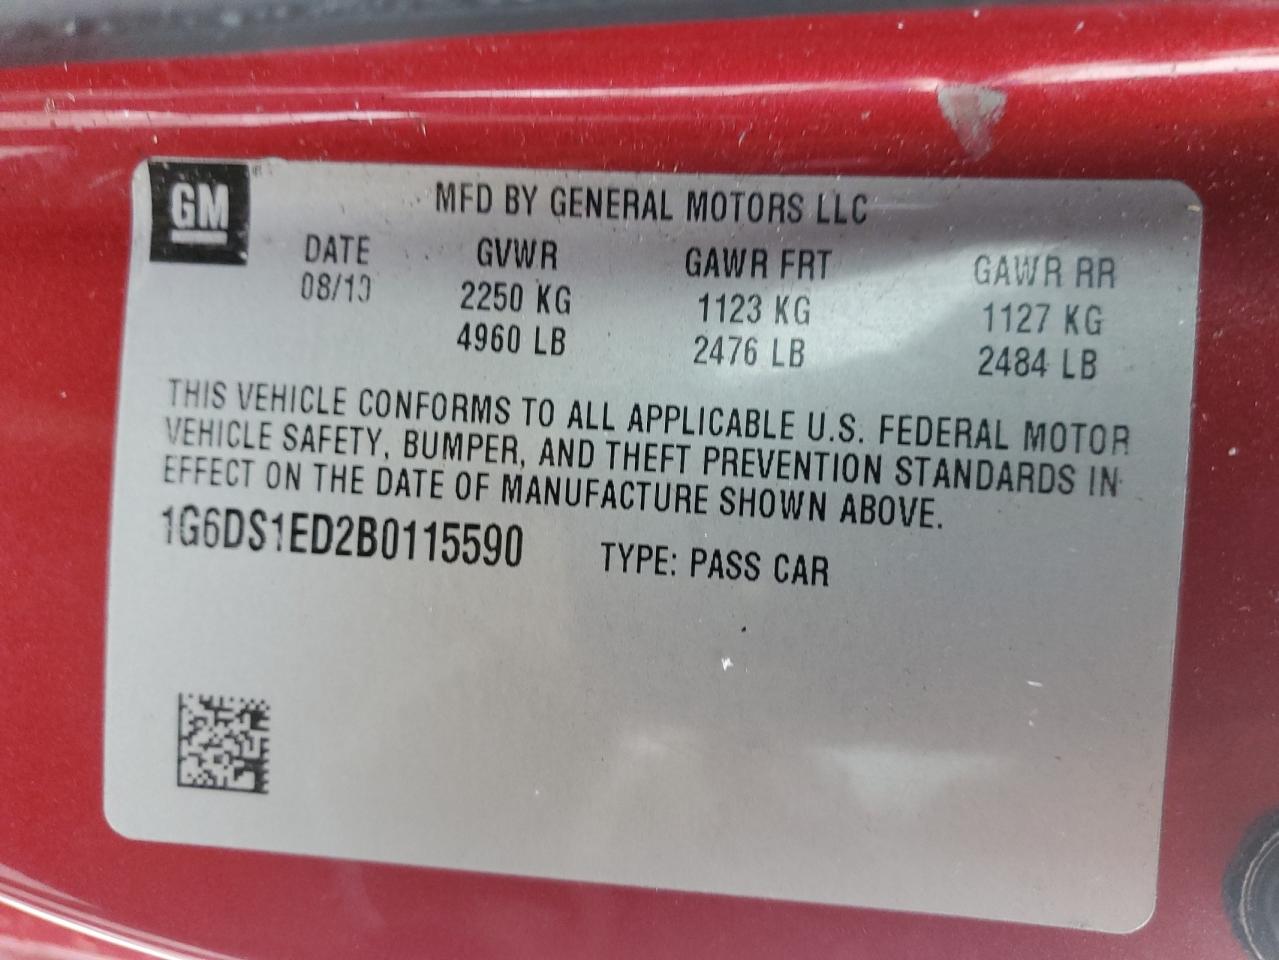 GM
MFD BY GENERAL MOTORS LLC
DATE GVWR GAWR FRT GAWR RR
08/10 2250 KG 1123 KG 1127 KG
4960 LB 2476 LB 2484 LB
THIS VEHICLE CONFORMS TO ALL APPLICABLE U.S. FEDERAL MOTOR
VEHICLE SAFETY, BUMPER, AND THEFT PREVENTION STANDARDS IN
EFFECT ON THE DATE OF MANUFACTURE SHOWN ABOVE.
1G6DS1ED2B0115590 TYPE: PASS CAR